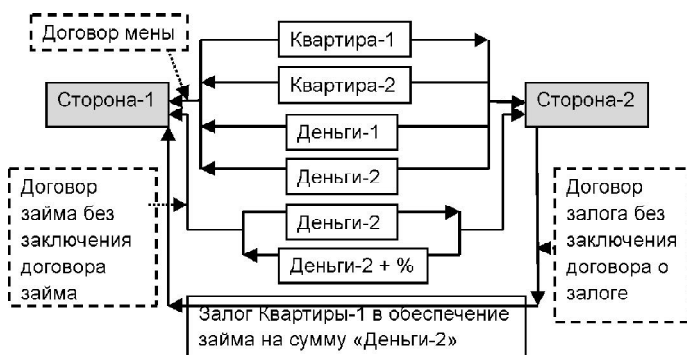 Договор мены
Квартира-1
Квартира-2
Сторона-1
Сторона-2
Деньги-1
Деньги-2
Договор
займа без
заключения
договора
займа
Деньги-2
Деньги-2 + %
Договор
залога без
заключения
договора о
залоге
Залог Квартиры-1 в обеспечение
займа на сумму «Деньги-2»